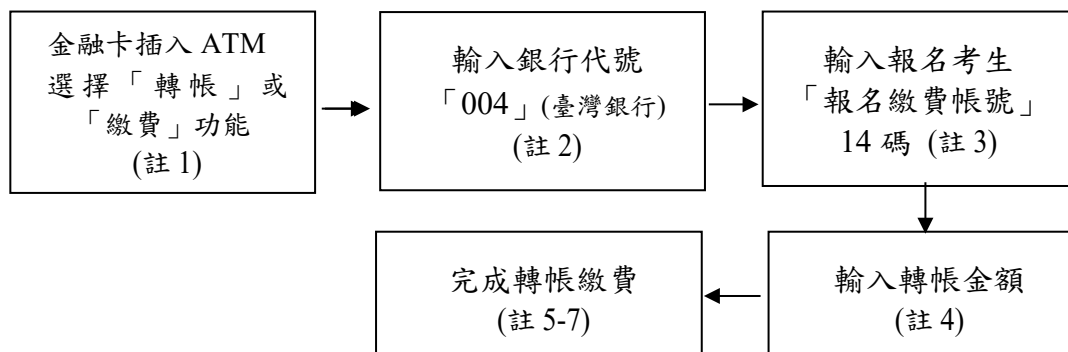 金融卡插入 ATM
選擇「轉帳」或
「繳費」功能
(註 1)
輸入銀行代號
「004」(臺灣銀行)
(註 2)
輸入報名考生
「報名繳費帳號」
14 碼 (註 3)
輸入轉帳金額
(註 4)
完成轉帳繳費
(註 5-7)